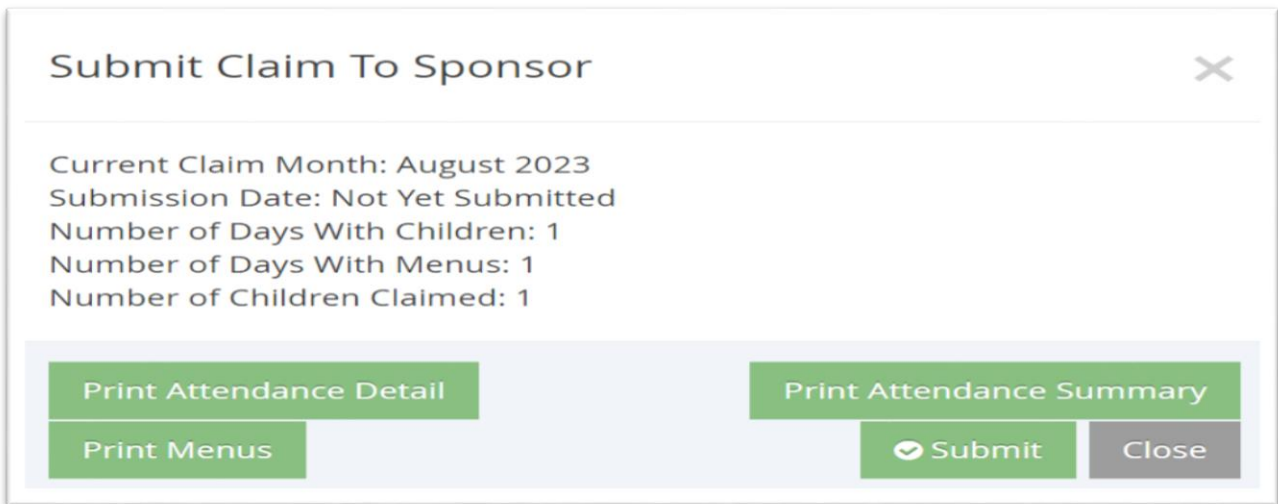 Submit Claim To Sponsor
Current Claim Month: August 2023
Submission Date: Not Yet Submitted
Number of Days With Children: 1
Number of Days With Menus: 1
Number of Children Claimed: 1
Print Attendance Detail
Print Attendance Summary
Print Menus
Submit
Close